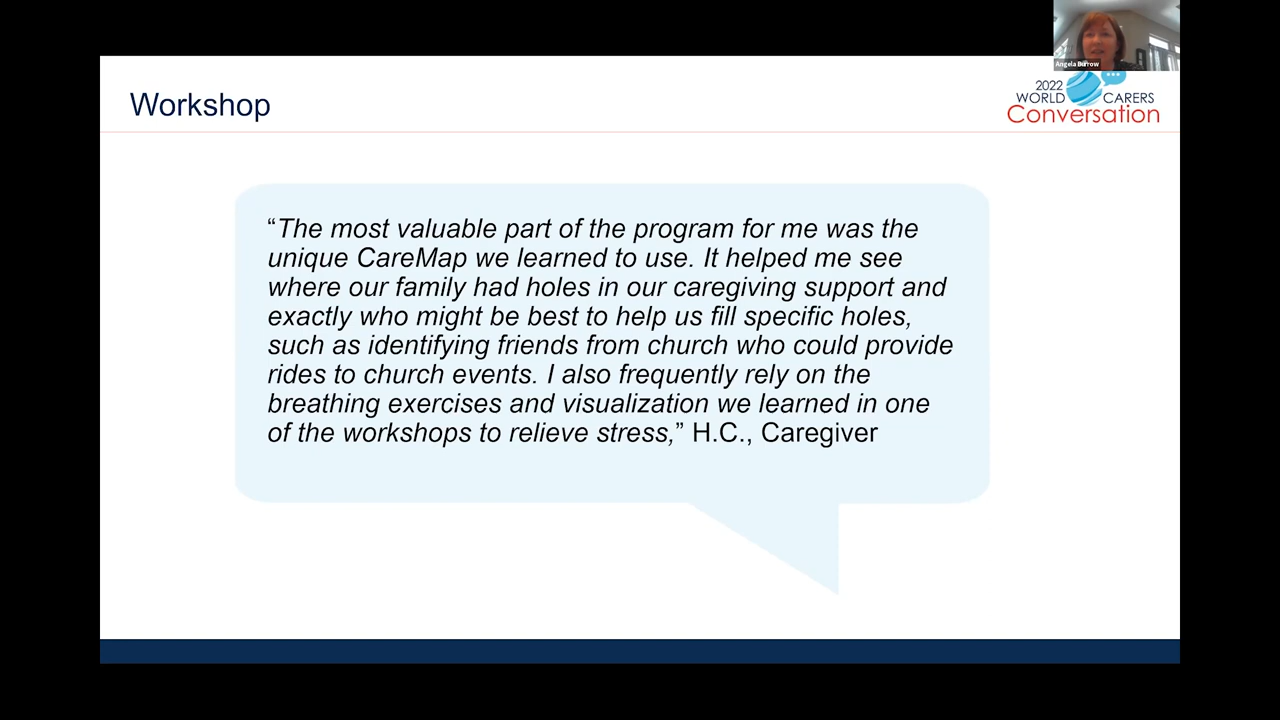 Angela Burrow
Workshop
2022
WORLD CARERS
Conversation
“The most valuable part of the program for me was the
unique CareMap we learned to use. It helped me see
where our family had holes in our caregiving support and
exactly who might be best to help us fill specific holes,
such as identifying friends from church who could provide
rides to church events. I also frequently rely on the
breathing exercises and visualization we learned in one
of the workshops to relieve stress,” H.C., Caregiver